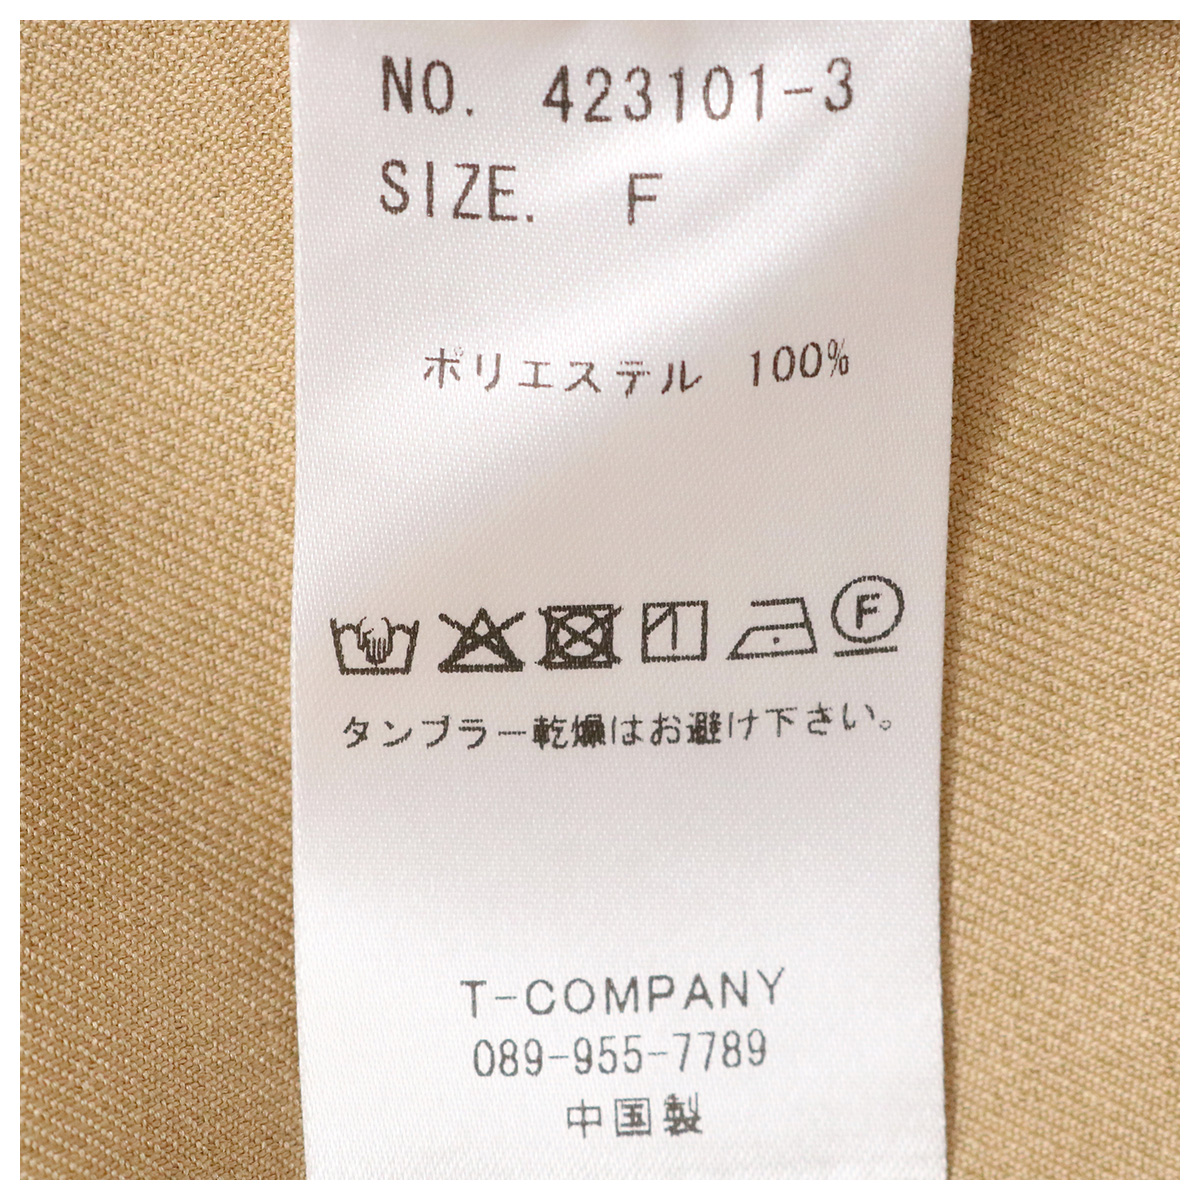 NO. 423101-3
SIZE. F
ポリエステル 100%
F
タンブラー乾燥はお避け下さい。
T-COMPANY
089-955-7789
中国製